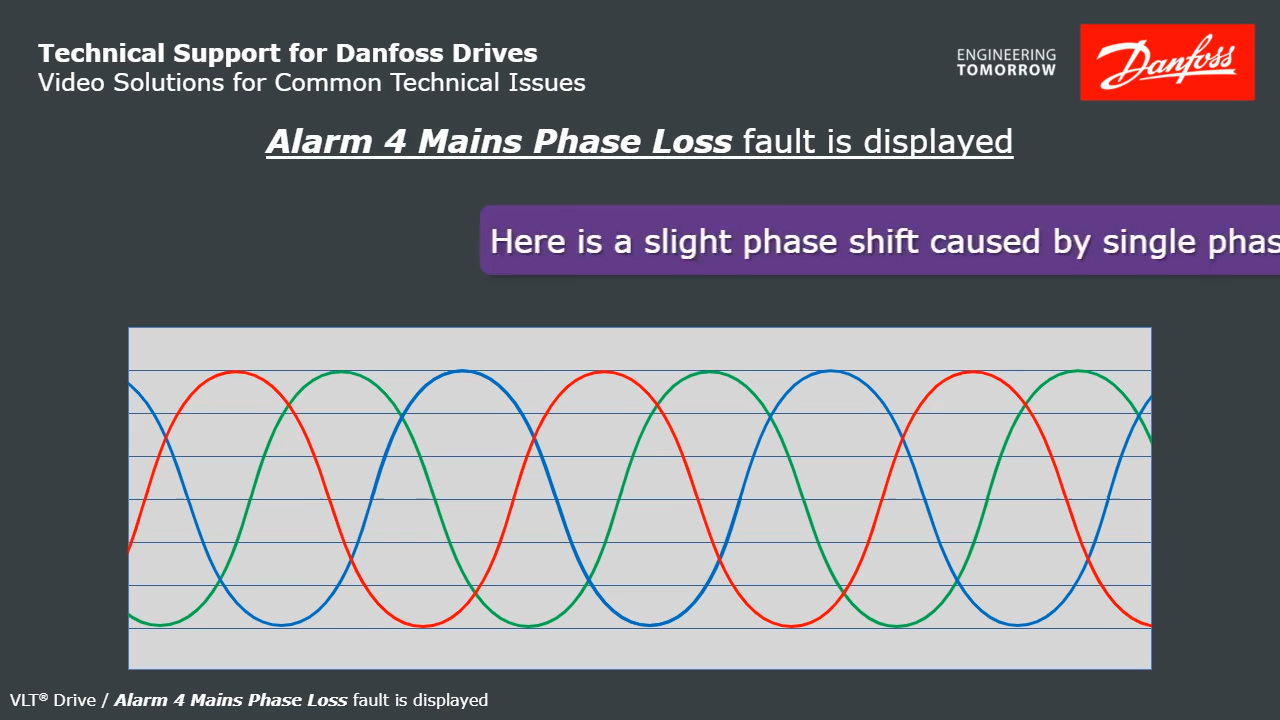 Technical Support for Danfoss Drives
Video Solutions for Common Technical Issues
ENGINEERING
TOMORROW
Danfoss
Alarm 4 Mains Phase Loss fault is displayed
Here is a slight phase shift caused by single phas
VLT® Drive / Alarm 4 Mains Phase Loss fault is displayed